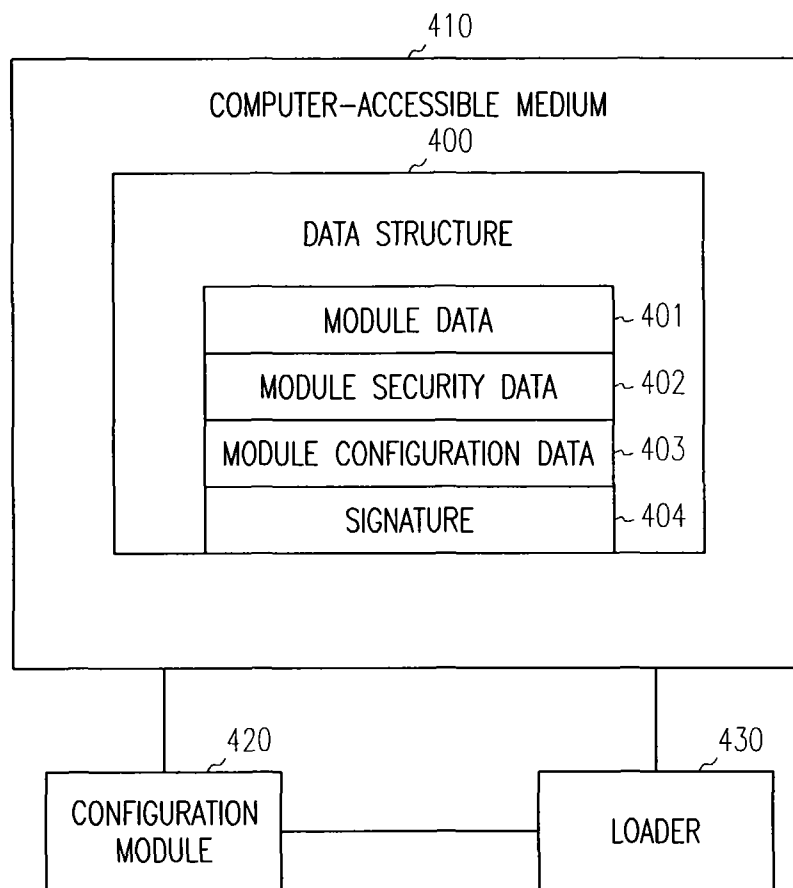 410
COMPUTER-ACCESSIBLE MEDIUM
400
DATA STRUCTURE
MODULE DATA
401
MODULE SECURITY DATA
402
MODULE CONFIGURATION DATA
403
SIGNATURE
404
420
430
CONFIGURATION
MODULE
LOADER